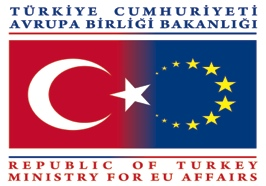 TÜRKİYE CUMHURİYETİ
AVRUPA BİRLİĞİ BAKANLIĞI
REPUBLIC OF TURKEY
MINISTRY FOR EU AFFAIRS